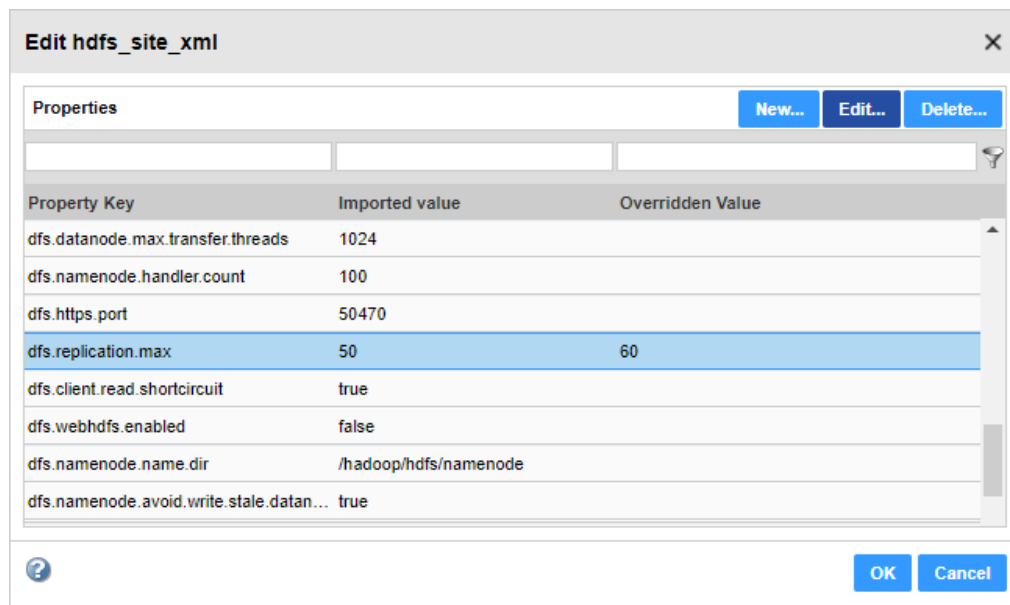 Edit hdfs_site_xml
Properties New... Edit... Delete...
Property Key Imported value Overridden Value
dfs.datanode.max.transfer.threads 1024
dfs.namenode.handler.count 100
dfs.https.port 50470
dfs.replication.max 50 60
dfs.client.read.shortcircuit true
dfs.webhdfs.enabled false
dfs.namenode.name.dir /hadoop/hdfs/namenode
dfs.namenode.avoid.write.stale.datan... true
? OK Cancel